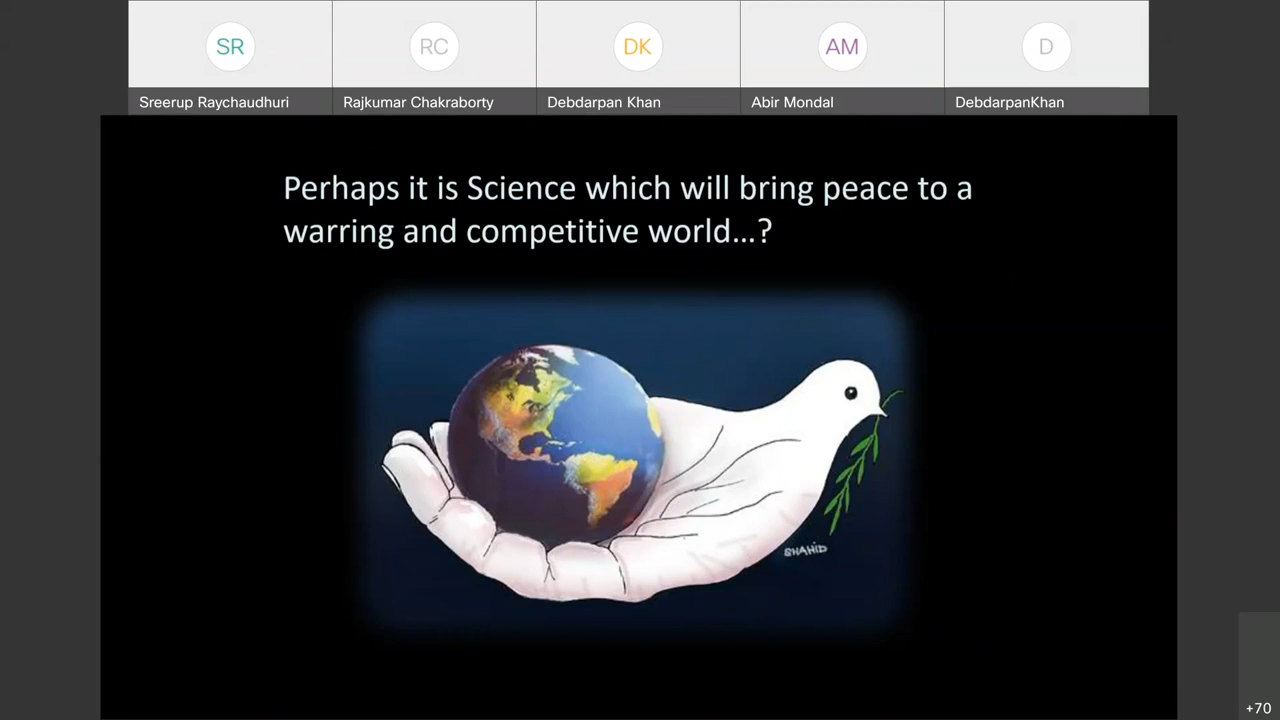 SR
RC
DK
AM
D
Sreerup Raychaudhuri
Rajkumar Chakraborty
Debdarpan Khan
Abir Mondal
DebdarpanKhan
Perhaps it is Science which will bring peace to a
warring and competitive world...?
SHAHID
+70